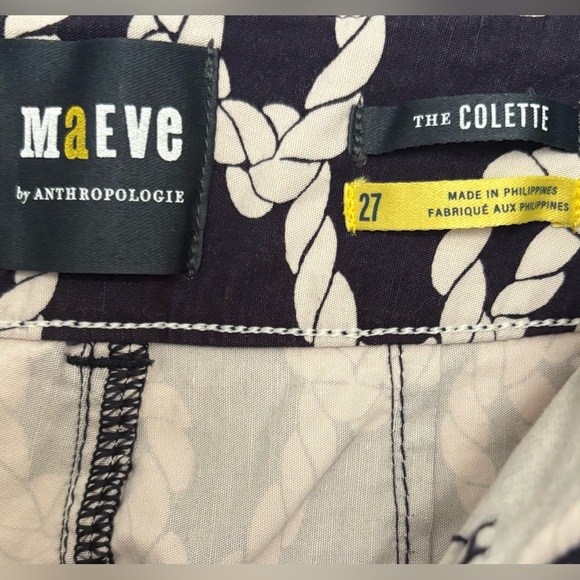 MaEVe
by ANTHROPOLOGIE
THE COLETTE
27
MADE IN PHILIPPINES
FABRIQUÉ AUX PHILIPPINES